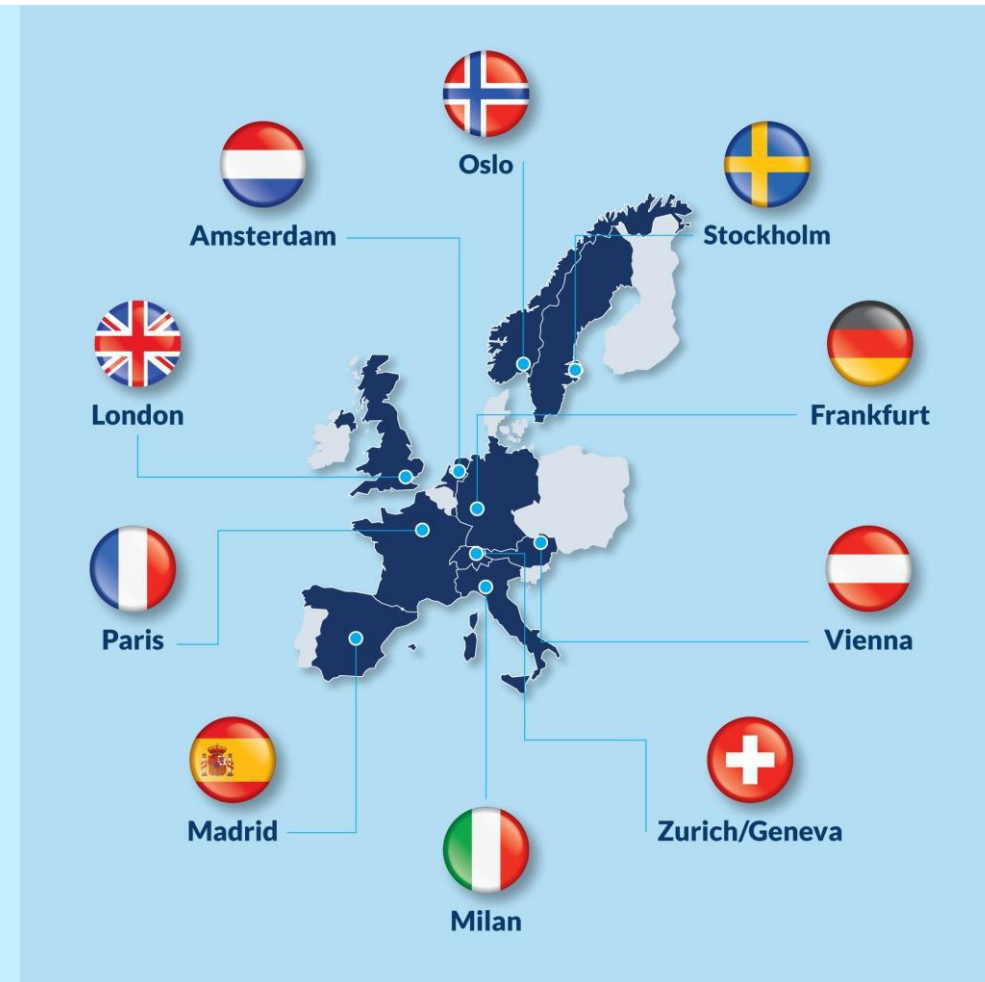 Oslo
Amsterdam
Stockholm
London
Frankfurt
Paris
Vienna
Madrid
Zurich/Geneva
Milan